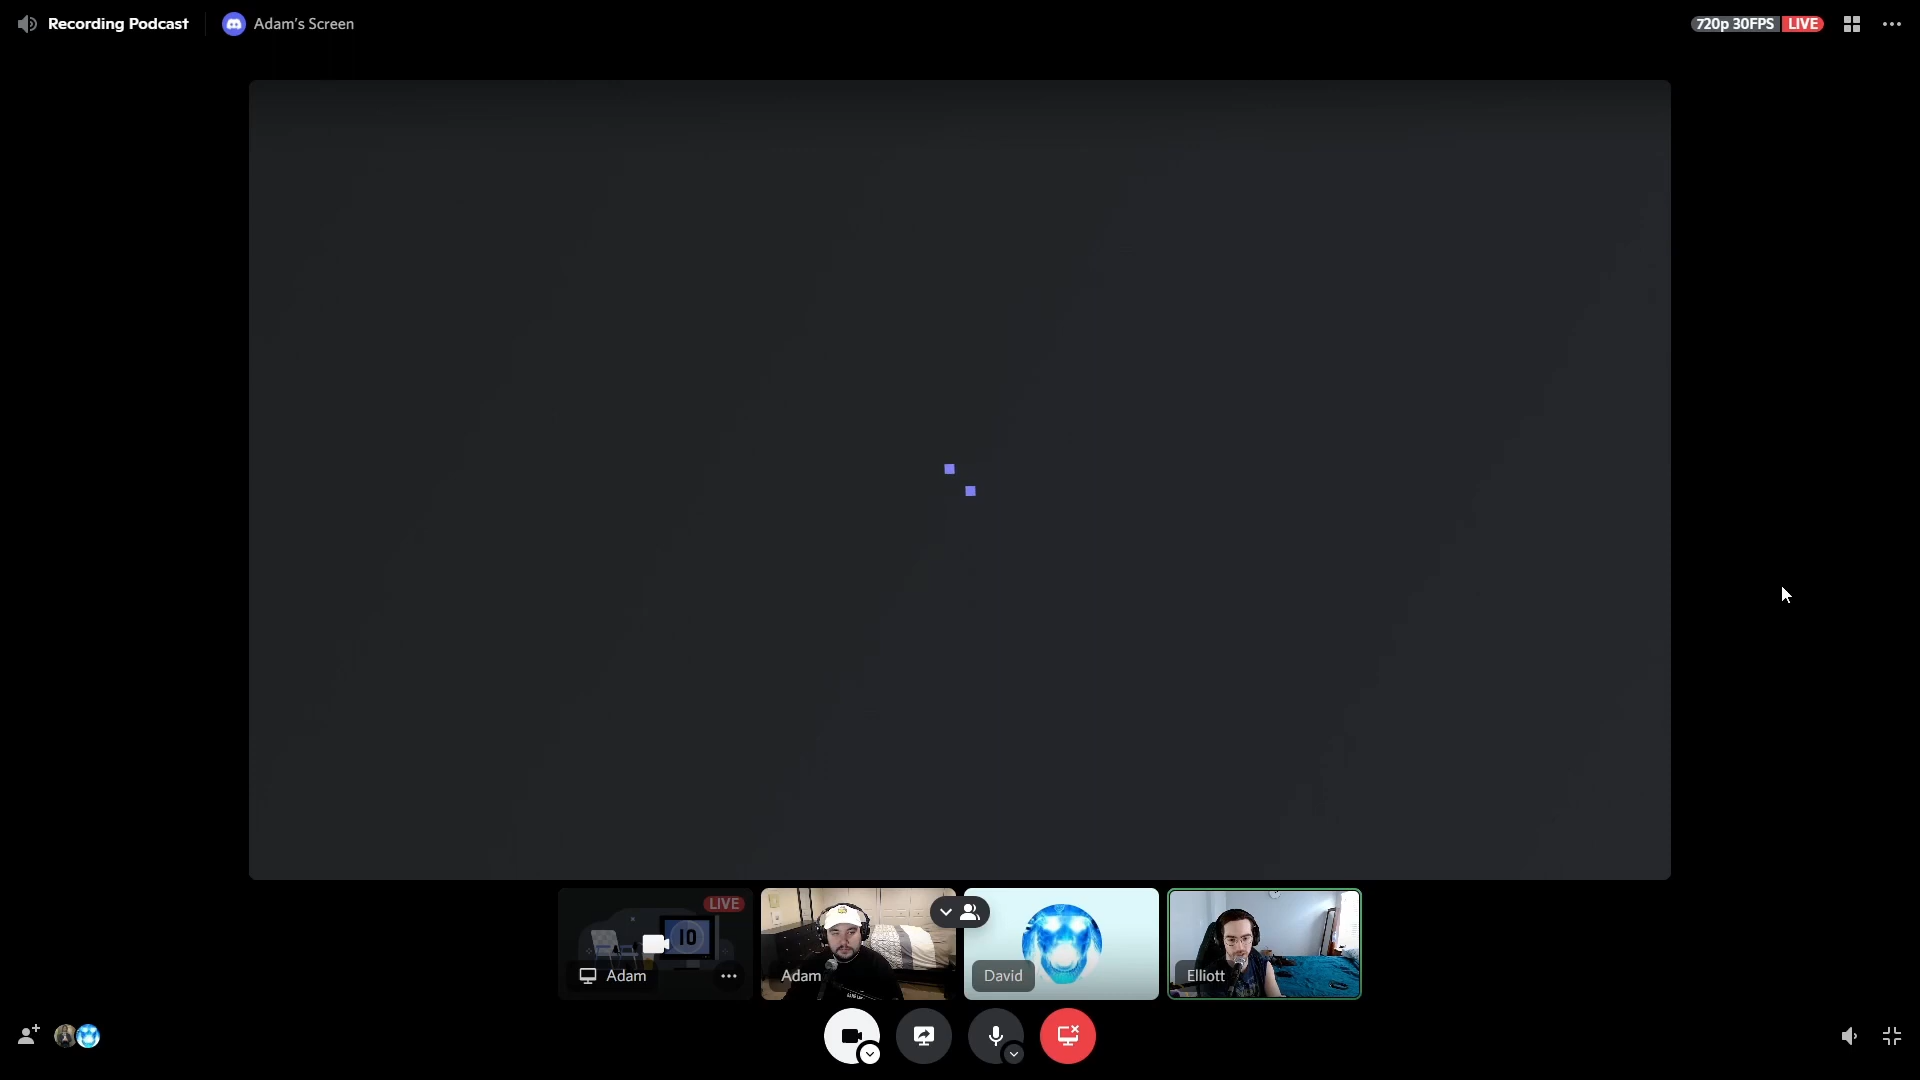 Recording Podcast
Adam's Screen
720p 30FPS
LIVE
LIVE
10
Adam
Adam
David
Elliott